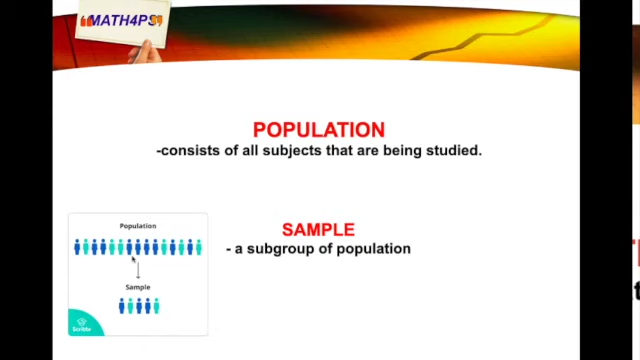 "MATH4PS"
POPULATION
-consists of all subjects that are being studied.
SAMPLE
- a subgroup of population
Population
Sample
Scribbr